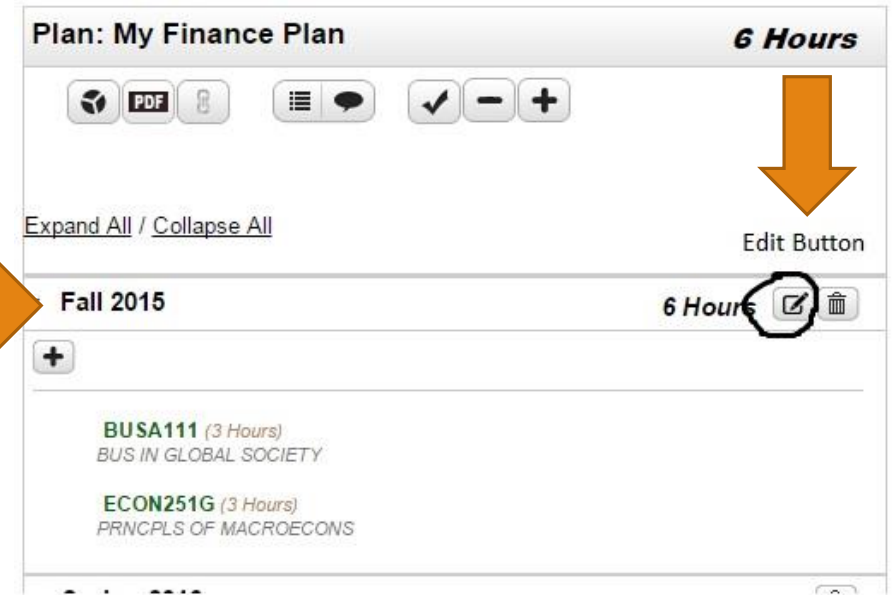 Plan: My Finance Plan 6 Hours
PDF
Expand All / Collapse All
Edit Button
Fall 2015 6 Hours
BUSA111 (3 Hours)
BUS IN GLOBAL SOCIETY
ECON251G (3 Hours)
PRNCPLS OF MACROECONS